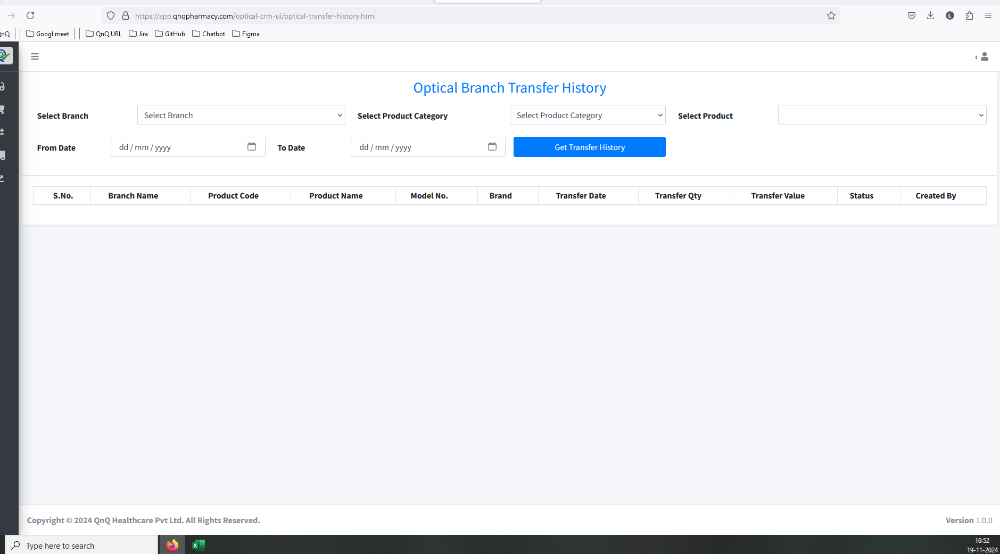 https://app.qnqpharmacy.com/optical-crm-ui/optical-transfer-history.html
L
Googl meet QnQ URL Jira GitHub Chatbot Figma
Optical Branch Transfer History
Select Branch Select Branch Select Product Category Select Product Category Select Product
From Date dd / mm / yyyy To Date dd / mm / yyyy Get Transfer History
S.No. Branch Name Product Code Product Name Model No. Brand Transfer Date Transfer Qty Transfer Value Status Created By
Copyright © 2024 QnQ Healthcare Pvt Ltd. All Rights Reserved. Version 1.0.0
Type here to search
16:52
19-11-2024